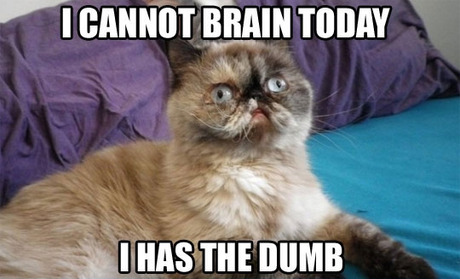 I CANNOT BRAIN TODAY
I HAS THE DUMB